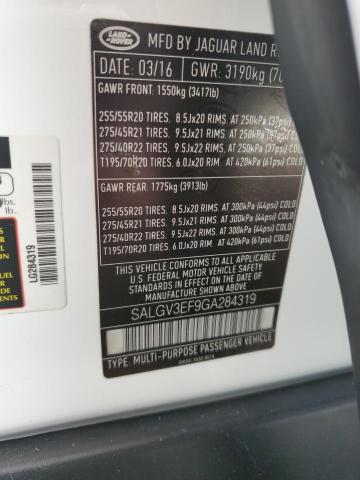 LAND
ROVER
MFD BY JAGUAR LAND R
DATE: 03/16 GWR: 3190kg (70
GAWR FRONT: 1550kg (3417lb)
255/55R20 TIRES. 8.5Jx20 RIMS. AT 250kPa (37psi)
275/45R21 TIRES. 9.5Jx21 RIMS. AT 250kPa (37psi)
275/40R22 TIRES. 9.5Jx22 RIMS. AT 250kPa (37psi) COLD
T195/70R20 TIRES. 6.0Jx20 RIM. AT 420kPa (61psi) COLD
GAWR REAR: 1775kg (3913lb)
255/55R20 TIRES. 8.5Jx20 RIMS. AT 300kPa (44psi) COLD
275/45R21 TIRES. 9.5Jx21 RIMS. AT 300kPa (44psi) COLD
275/40R22 TIRES. 9.5Jx22 RIMS. AT 300kPa (44psi) COLD
T195/70R20 TIRES. 6.0Jx20 RIM. AT 420kPa (61psi) COLD
THIS VEHICLE CONFORMS TO ALL APPLICABLE
U.S. FEDERAL MOTOR VEHICLE SAFETY AND
THEFT PREVENTION STANDARDS IN EFFECT ON THE
DATE OF MANUFACTURE SHOWN ABOVE.
SALGV3EF9GA284319
TYPE: MULTI-PURPOSE PASSENGER VEHICLE
LG284319